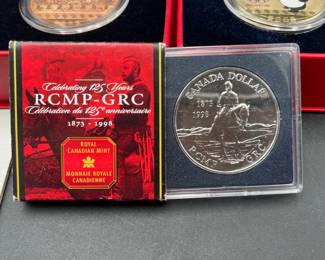 Celebrating 125 Years
RCMP-GRC
Célébration du 125e anniversaire
1873 - 1998
ROYAL
CANADIAN MINT
MONNAIE ROYALE
CANADIENNE
CANADA DOLLAR
1873
1998
RCMP GRC